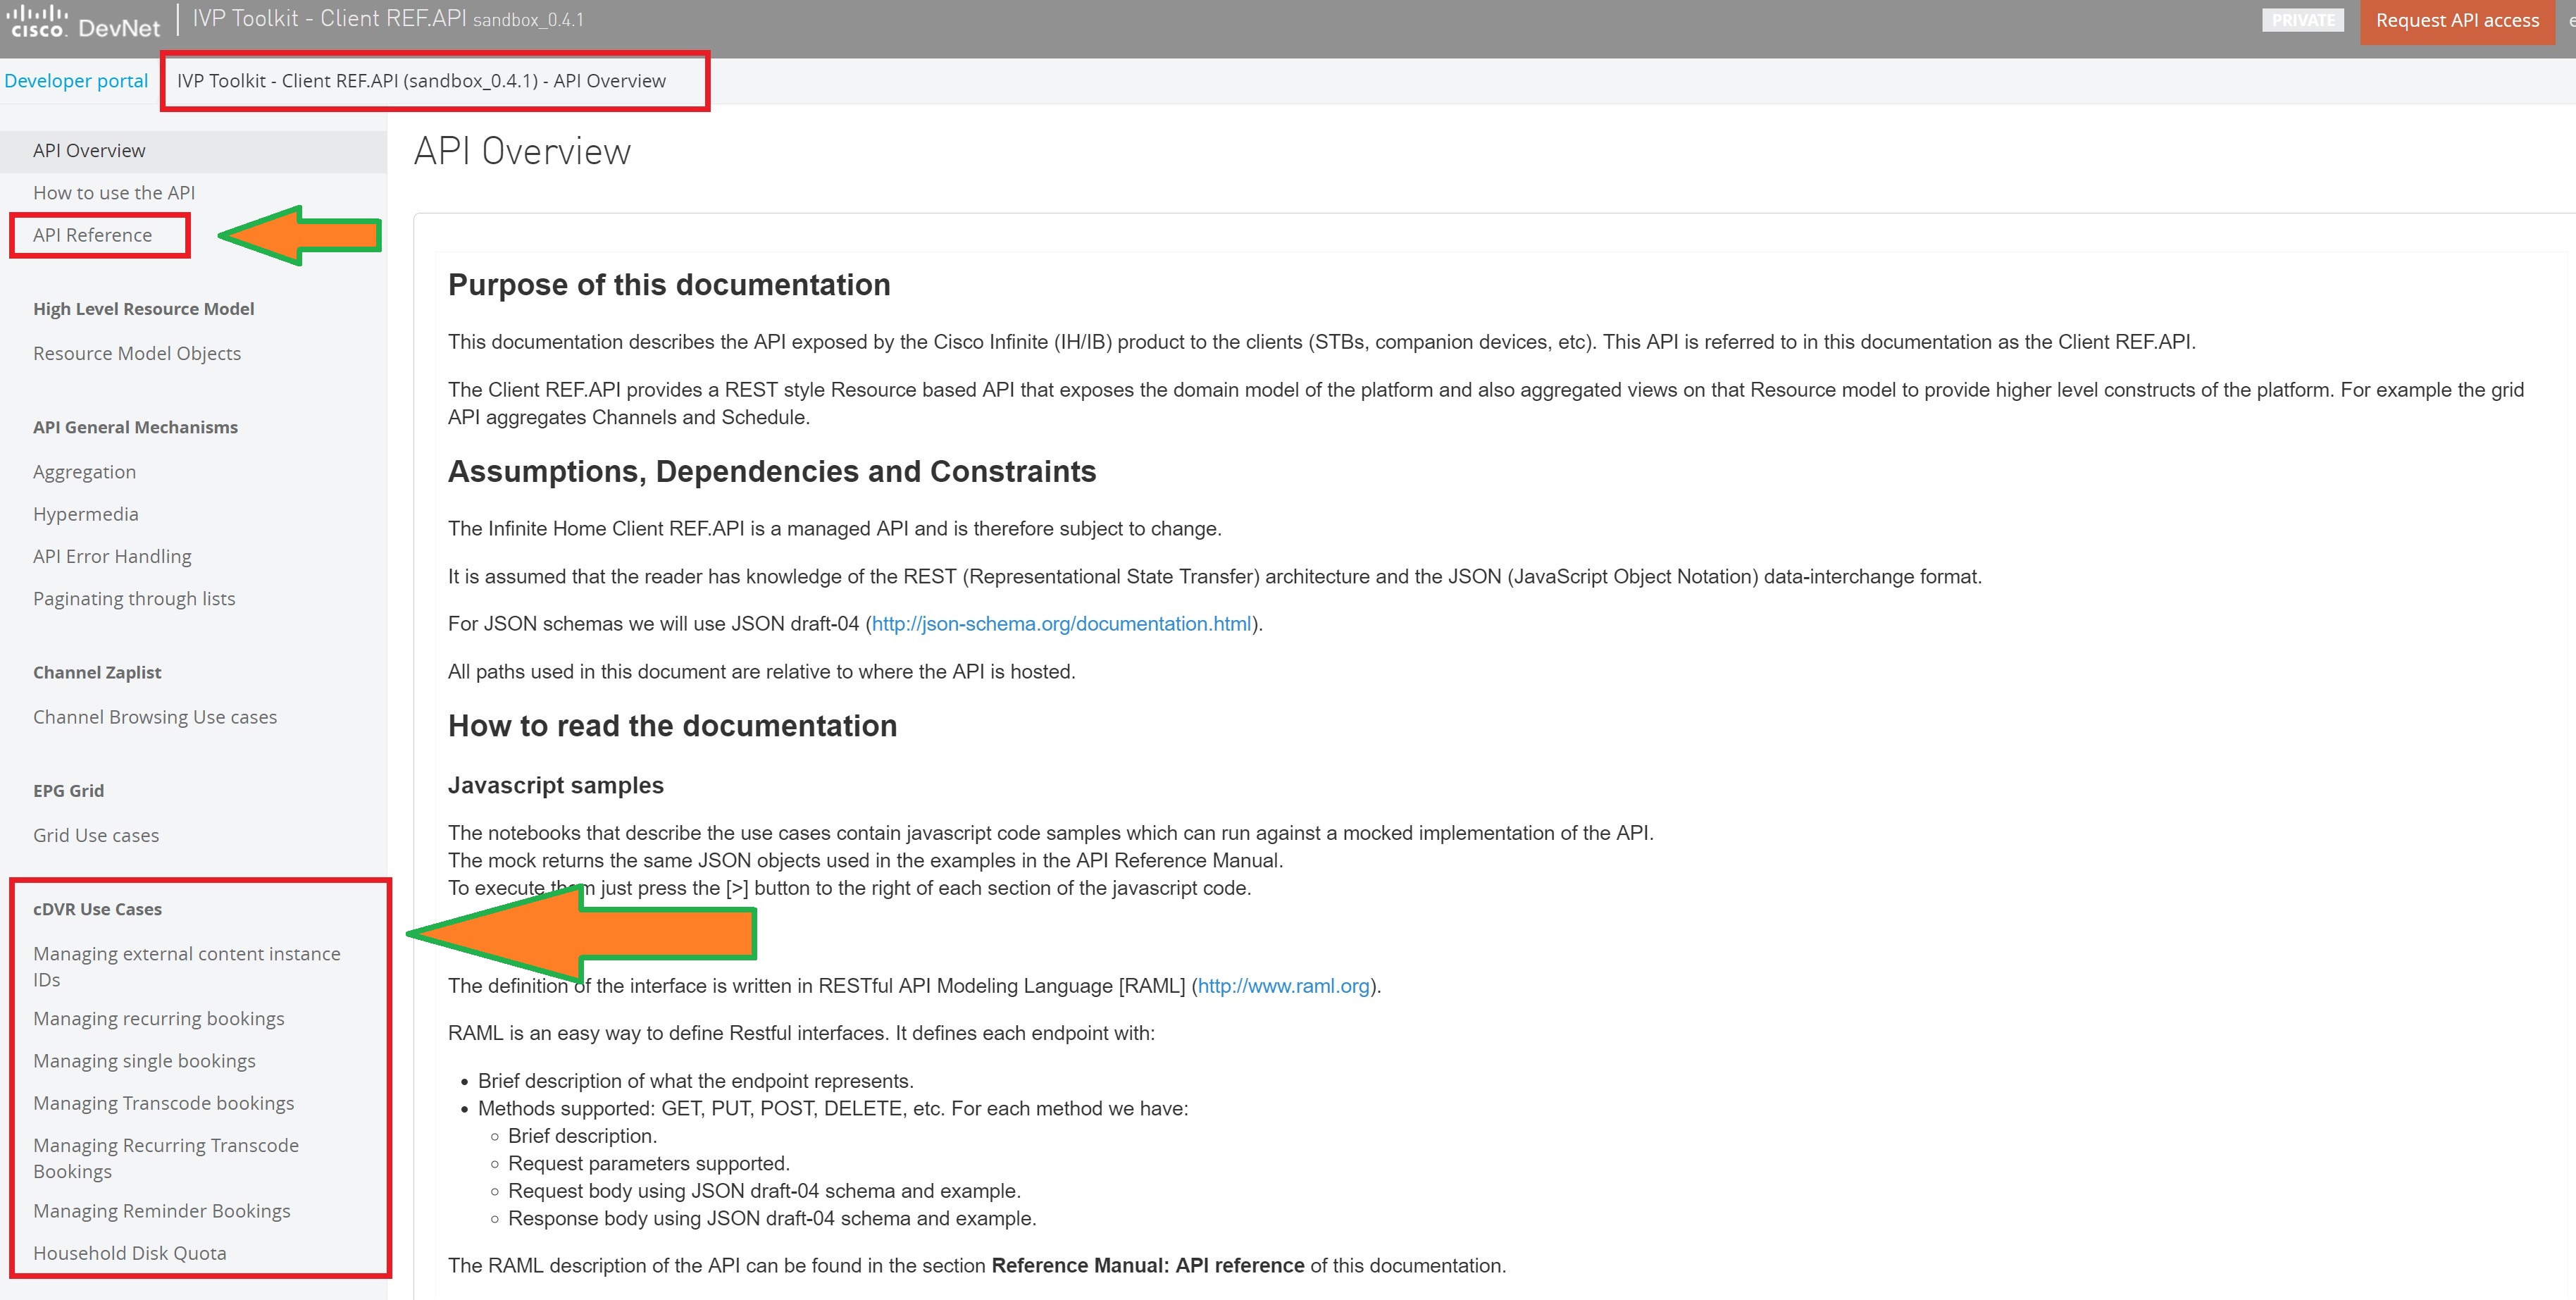 cisco. DevNet
IVP Toolkit - Client REF.API sandbox_0.4.1
PRIVATE
Request API access
Developer portal
IVP Toolkit - Client REF.API (sandbox_0.4.1) - API Overview
API Overview
How to use the API
API Reference
High Level Resource Model
Resource Model Objects
API General Mechanisms
Aggregation
Hypermedia
API Error Handling
Paginating through lists
Channel Zaplist
Channel Browsing Use cases
EPG Grid
Grid Use cases
cDVR Use Cases
Managing external content instance
IDs
Managing recurring bookings
Managing single bookings
Managing Transcode bookings
Managing Recurring Transcode
Bookings
Managing Reminder Bookings
Household Disk Quota
API Overview
Purpose of this documentation
This documentation describes the API exposed by the Cisco Infinite (IH/IB) product to the clients (STBs, companion devices, etc). This API is referred to in this documentation as the Client REF.API.
The Client REF.API provides a REST style Resource based API that exposes the domain model of the platform and also aggregated views on that Resource model to provide higher level constructs of the platform. For example the grid
API aggregates Channels and Schedule.
Assumptions, Dependencies and Constraints
The Infinite Home Client REF.API is a managed API and is therefore subject to change.
It is assumed that the reader has knowledge of the REST (Representational State Transfer) architecture and the JSON (JavaScript Object Notation) data-interchange format.
For JSON schemas we will use JSON draft-04 (http://json-schema.org/documentation.html).
All paths used in this document are relative to where the API is hosted.
How to read the documentation
Javascript samples
The notebooks that describe the use cases contain javascript code samples which can run against a mocked implementation of the API.
The mock returns the same JSON objects used in the examples in the API Reference Manual.
To execute them just press the [>] button to the right of each section of the javascript code.
The definition of the interface is written in RESTful API Modeling Language [RAML] (http://www.raml.org).
RAML is an easy way to define Restful interfaces. It defines each endpoint with:
• Brief description of what the endpoint represents.
• Methods supported: GET, PUT, POST, DELETE, etc. For each method we have:
◦ Brief description.
◦ Request parameters supported.
◦ Request body using JSON draft-04 schema and example.
◦ Response body using JSON draft-04 schema and example.
The RAML description of the API can be found in the section Reference Manual: API reference of this documentation.